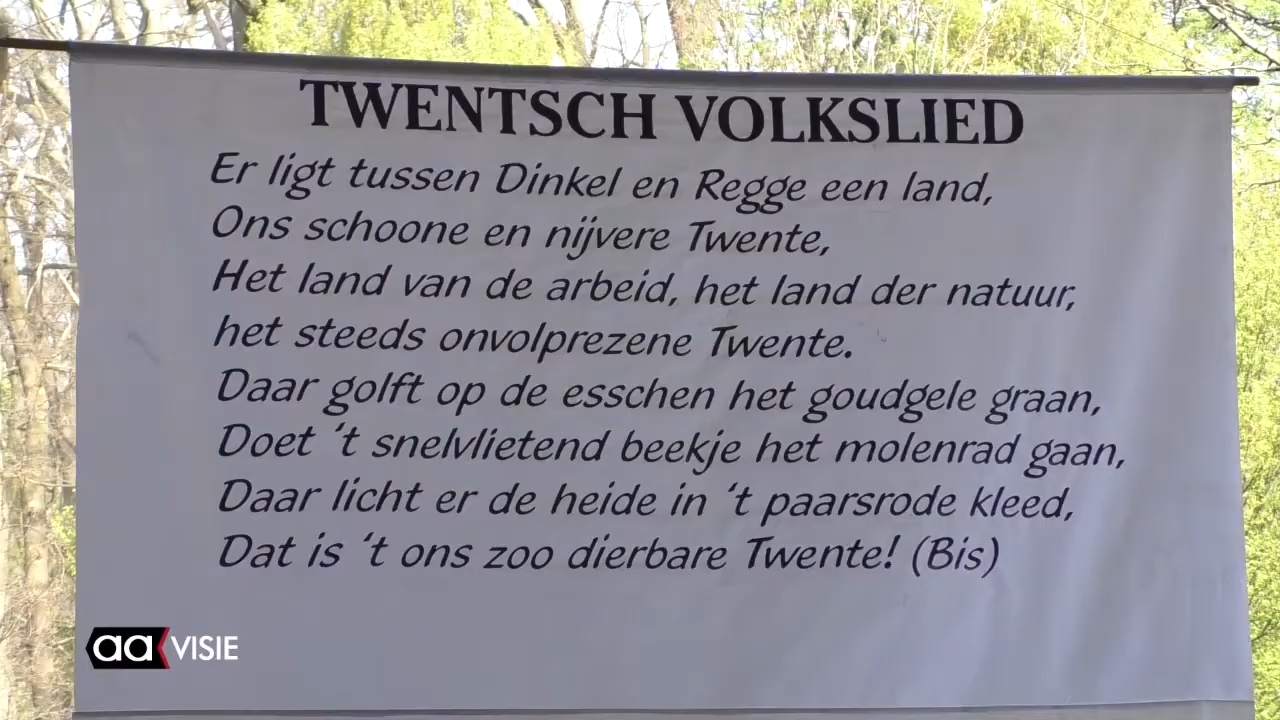 TWENTSCH VOLKSLIED
Er ligt tussen Dinkel en Regge een land,
Ons schoone en nijvere Twente,
Het land van de arbeid, het land der natuur,
het steeds onvolprezene Twente.
Daar golft op de esschen het goudgele graan,
Doet ‘t snelvlietend beekje het molenrad gaan,
Daar licht er de heide in ‘t paarsrode kleed,
Dat is ‘t ons zoo dierbare Twente! (Bis)
aa VISIE